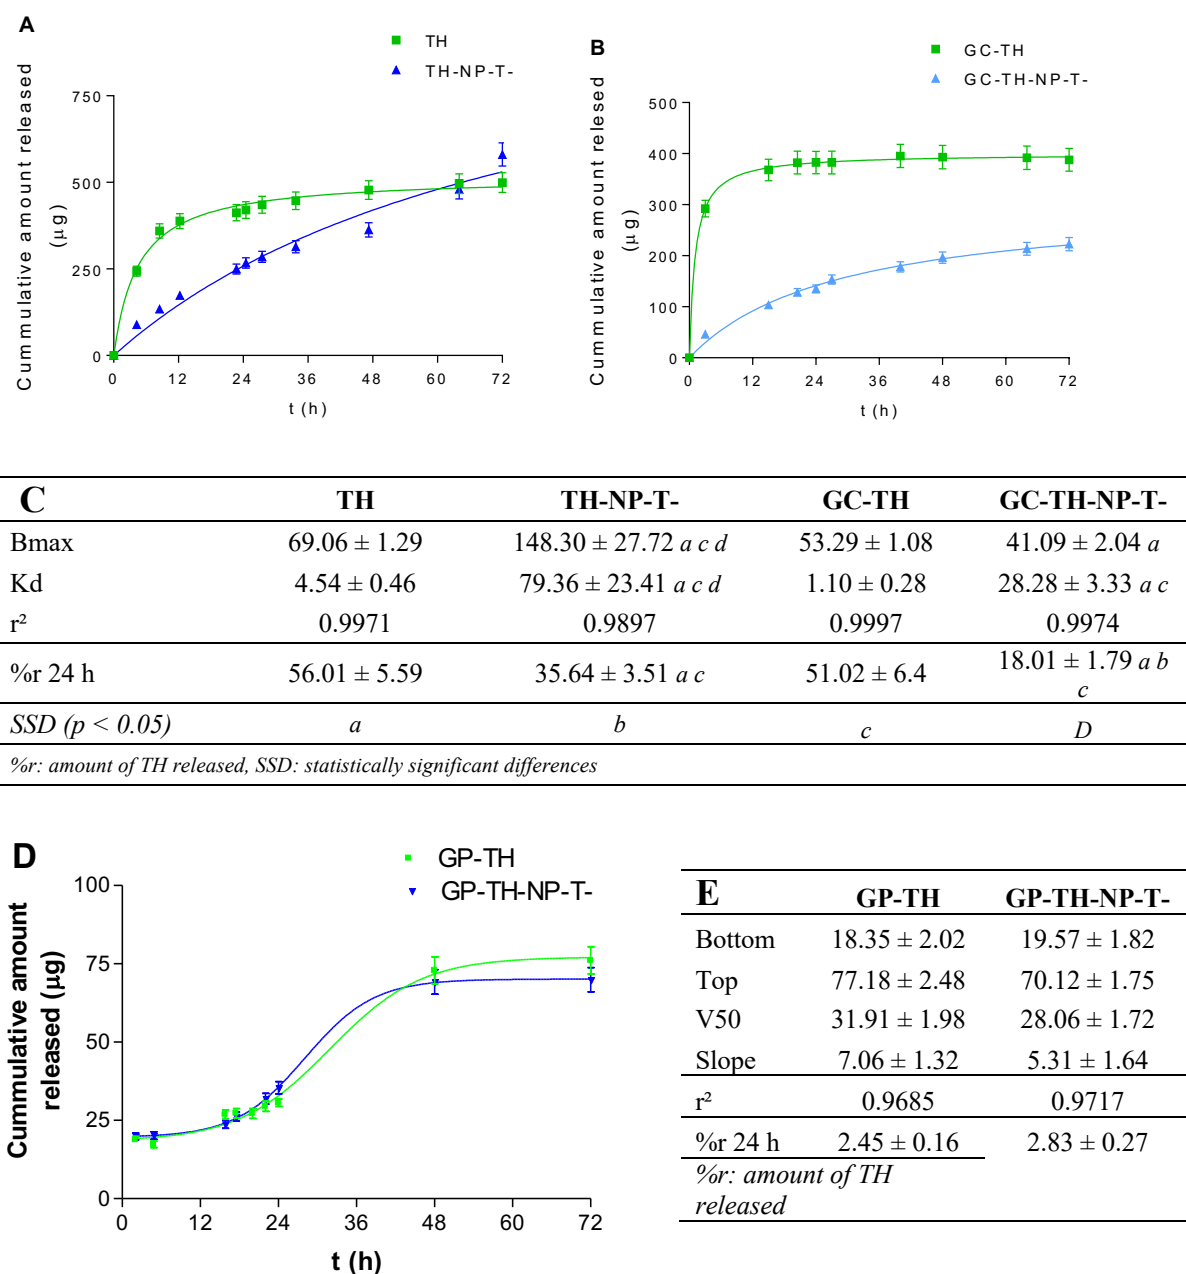 A
TH
TH-NP-T-
Cummulative amount relesed
(µg)
750
500
250
0
0 12 24 36 48 60 72
t (h)
B
GC-TH
GC-TH-NP-T-
Cummulative amount relesed
(µg)
500
400
300
200
100
0
0 12 24 36 48 60 72
t (h)
C TH TH-NP-T- GC-TH GC-TH-NP-T-
Bmax 69.06 ± 1.29 148.30 ± 27.72 a c d 53.29 ± 1.08 41.09 ± 2.04 a
Kd 4.54 ± 0.46 79.36 ± 23.41 a c d 1.10 ± 0.28 28.28 ± 3.33 a c
r² 0.9971 0.9897 0.9997 0.9974
%r 24 h 56.01 ± 5.59 35.64 ± 3.51 a c 51.02 ± 6.4 18.01 ± 1.79 a b
c
SSD (p < 0.05) a b c D
%r: amount of TH released, SSD: statistically significant differences
D
GP-TH
GP-TH-NP-T-
Cummulative amount
released (µg)
100
75
50
25
0
0 12 24 36 48 60 72
t (h)
E GP-TH GP-TH-NP-T-
Bottom 18.35 ± 2.02 19.57 ± 1.82
Top 77.18 ± 2.48 70.12 ± 1.75
V50 31.91 ± 1.98 28.06 ± 1.72
Slope 7.06 ± 1.32 5.31 ± 1.64
r² 0.9685 0.9717
%r 24 h 2.45 ± 0.16 2.83 ± 0.27
%r: amount of TH
released